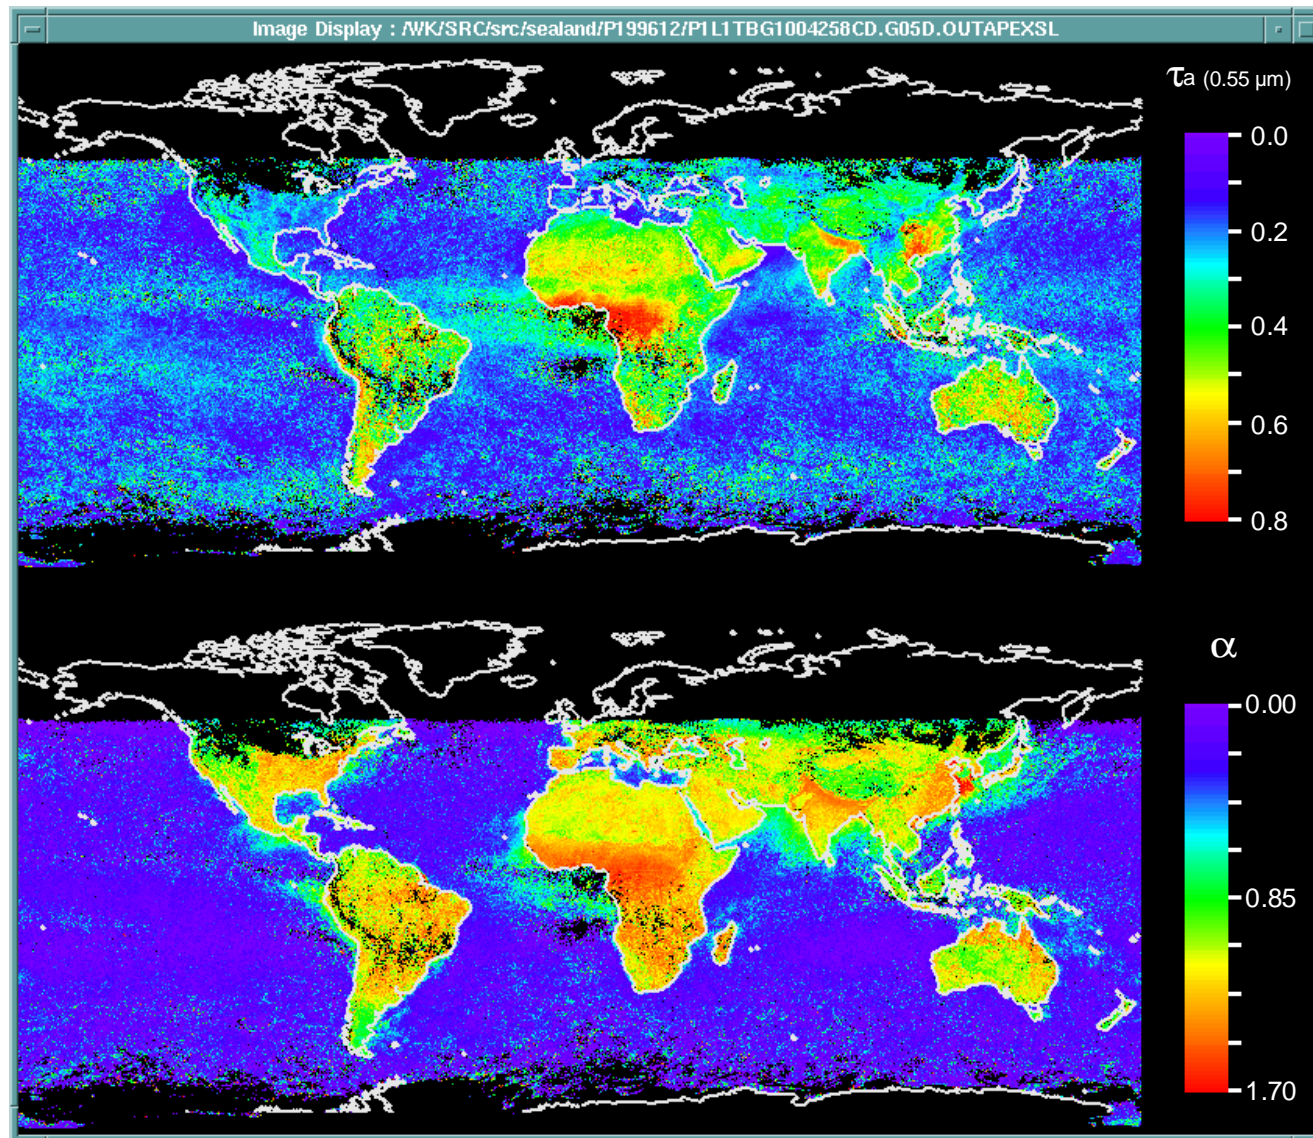 Image Display : /WK/SRC/src/sealand/P199612/P1L1TBG1004258CD.G05D.OUTAPEXSL
τa (0.55 µm)
0.0
0.2
0.4
0.6
0.8
α
0.00
0.85
1.70